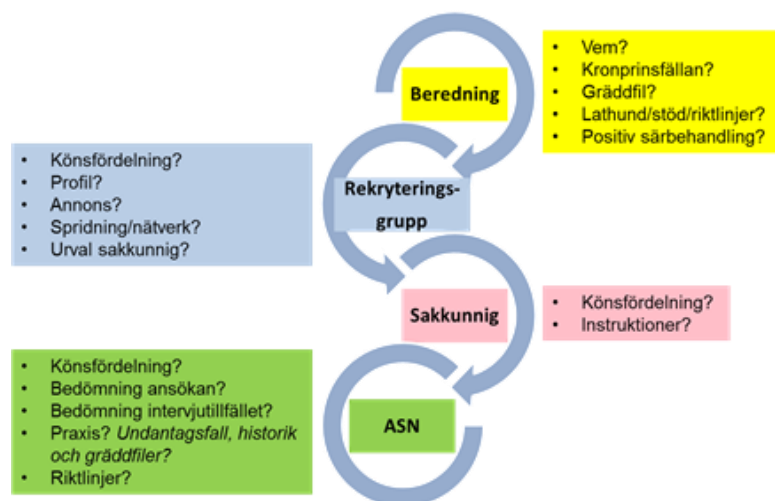 Beredning
• Vem?
• Kronprinsfällan?
• Gräddfil?
• Lathund/stöd/riktlinjer?
• Positiv särbehandling?
• Könsfördelning?
• Profil?
• Annons?
• Spridning/nätverk?
• Urval sakkunnig?
Rekryterings-
grupp
Sakkunnig
• Könsfördelning?
• Instruktioner?
• Könsfördelning?
• Bedömning ansökan?
• Bedömning intervjutillfället?
• Praxis? Undantagsfall, historik
och gräddfiler?
• Riktlinjer?
ASN